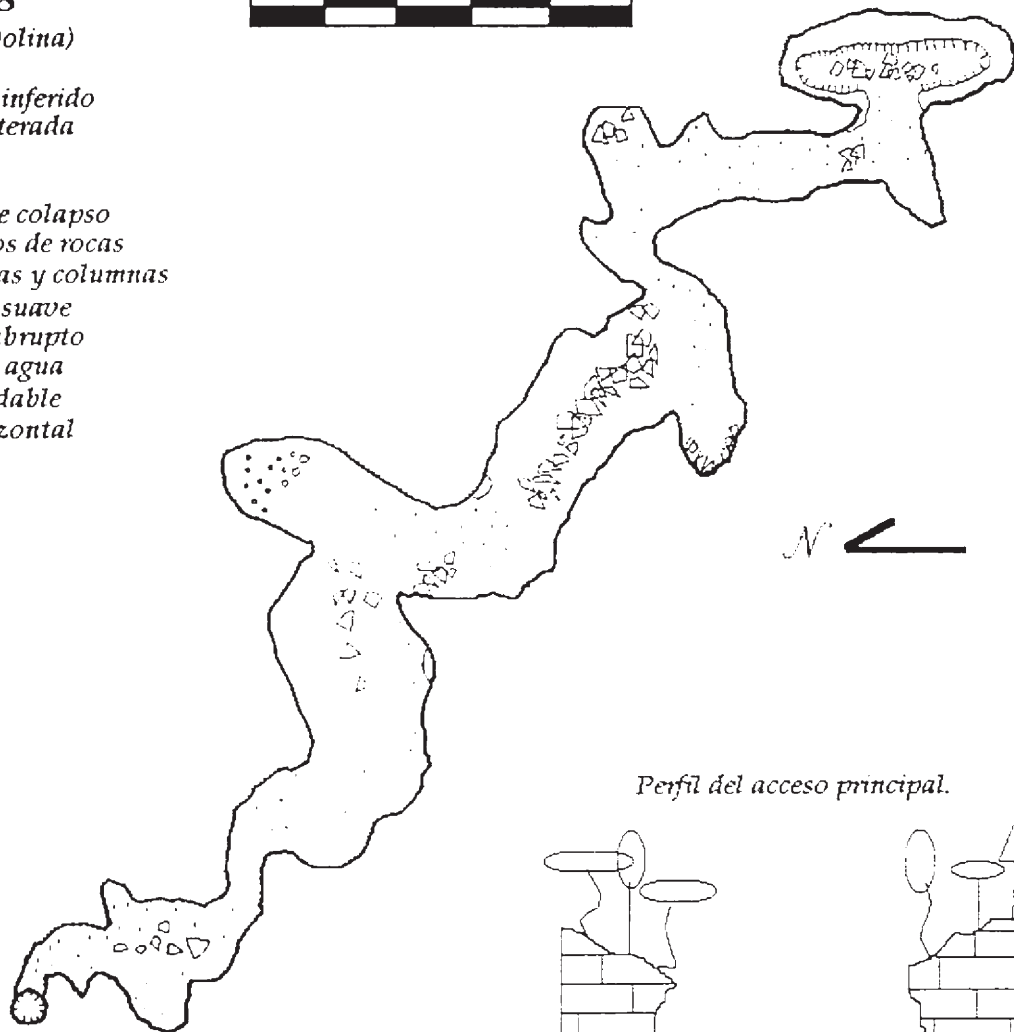 olina)
inferido
terada
e colapso
os de rocas
as y columnas
suave
brupto
agua
dable
zontal
N
Perfil del acceso principal.